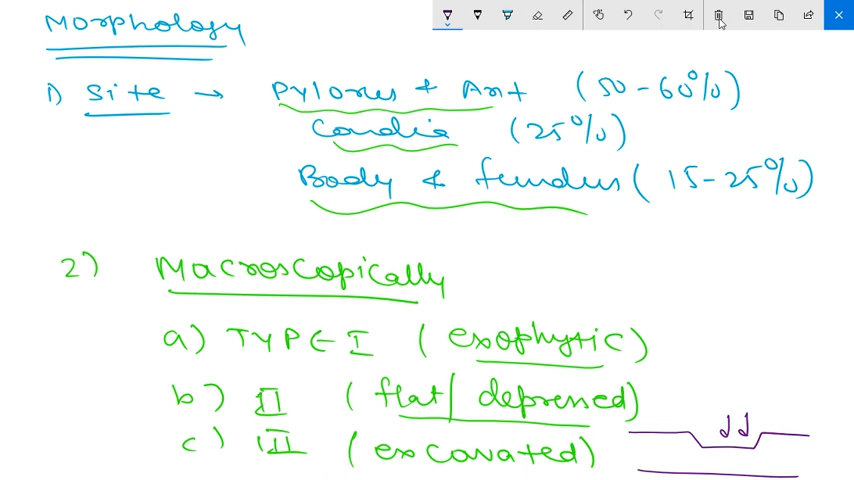 Morphology
1) Site → Pylorus & Ant (50-60%)
Cardia (25%)
Body & fundus (15-25%)
2) Macroscopically
a) TYPE I (exophytic)
b) II (flat/depressed)
c) III (excavated)